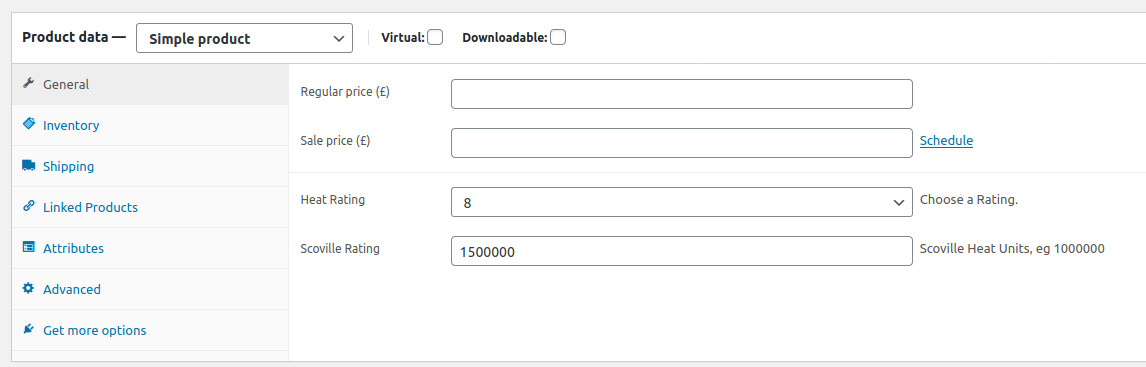 Product data — Simple product Virtual: Downloadable:
General
Inventory
Shipping
Linked Products
Attributes
Advanced
Get more options
Regular price (£)
Sale price (£) Schedule
Heat Rating 8 Choose a Rating.
Scoville Rating 1500000 Scoville Heat Units, eg 1000000